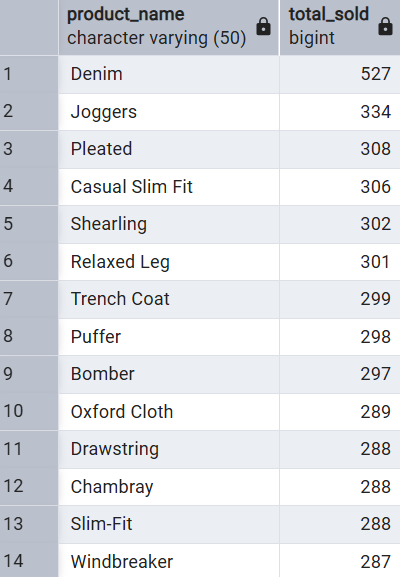 product_name total_sold
character varying (50) bigint
1 Denim 527
2 Joggers 334
3 Pleated 308
4 Casual Slim Fit 306
5 Shearling 302
6 Relaxed Leg 301
7 Trench Coat 299
8 Puffer 298
9 Bomber 297
10 Oxford Cloth 289
11 Drawstring 288
12 Chambray 288
13 Slim-Fit 288
14 Windbreaker 287